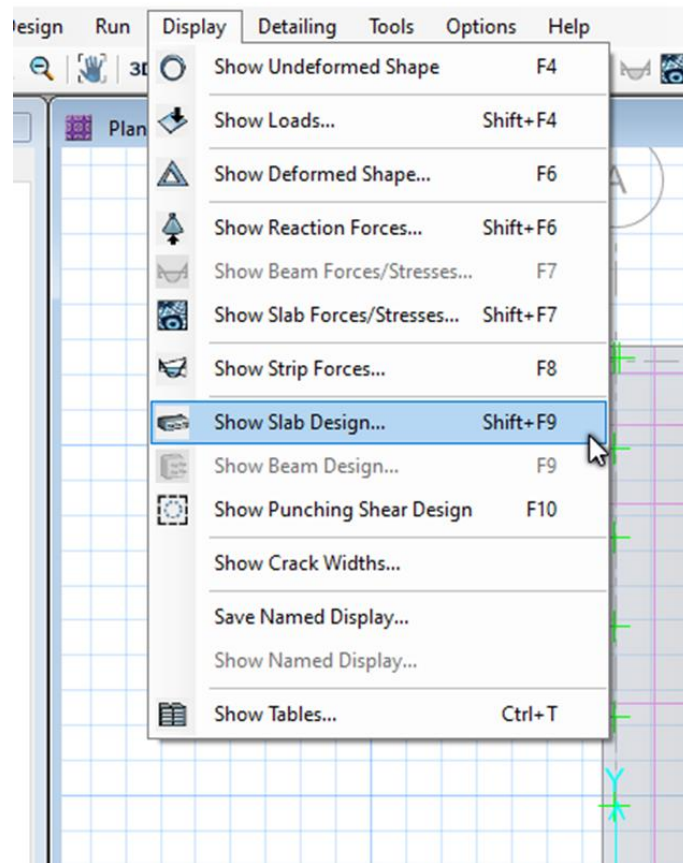 Design Run Display Detailing Tools Options Help
Show Undeformed Shape F4
Plan
Show Loads... Shift+F4
Show Deformed Shape... F6
A
Show Reaction Forces... Shift+F6
Show Beam Forces/Stresses... F7
Show Slab Forces/Stresses... Shift+F7
Show Strip Forces... F8
Show Slab Design... Shift+F9
Show Beam Design... F9
Show Punching Shear Design F10
Show Crack Widths...
Save Named Display...
Show Named Display...
Show Tables... Ctrl+T
Y